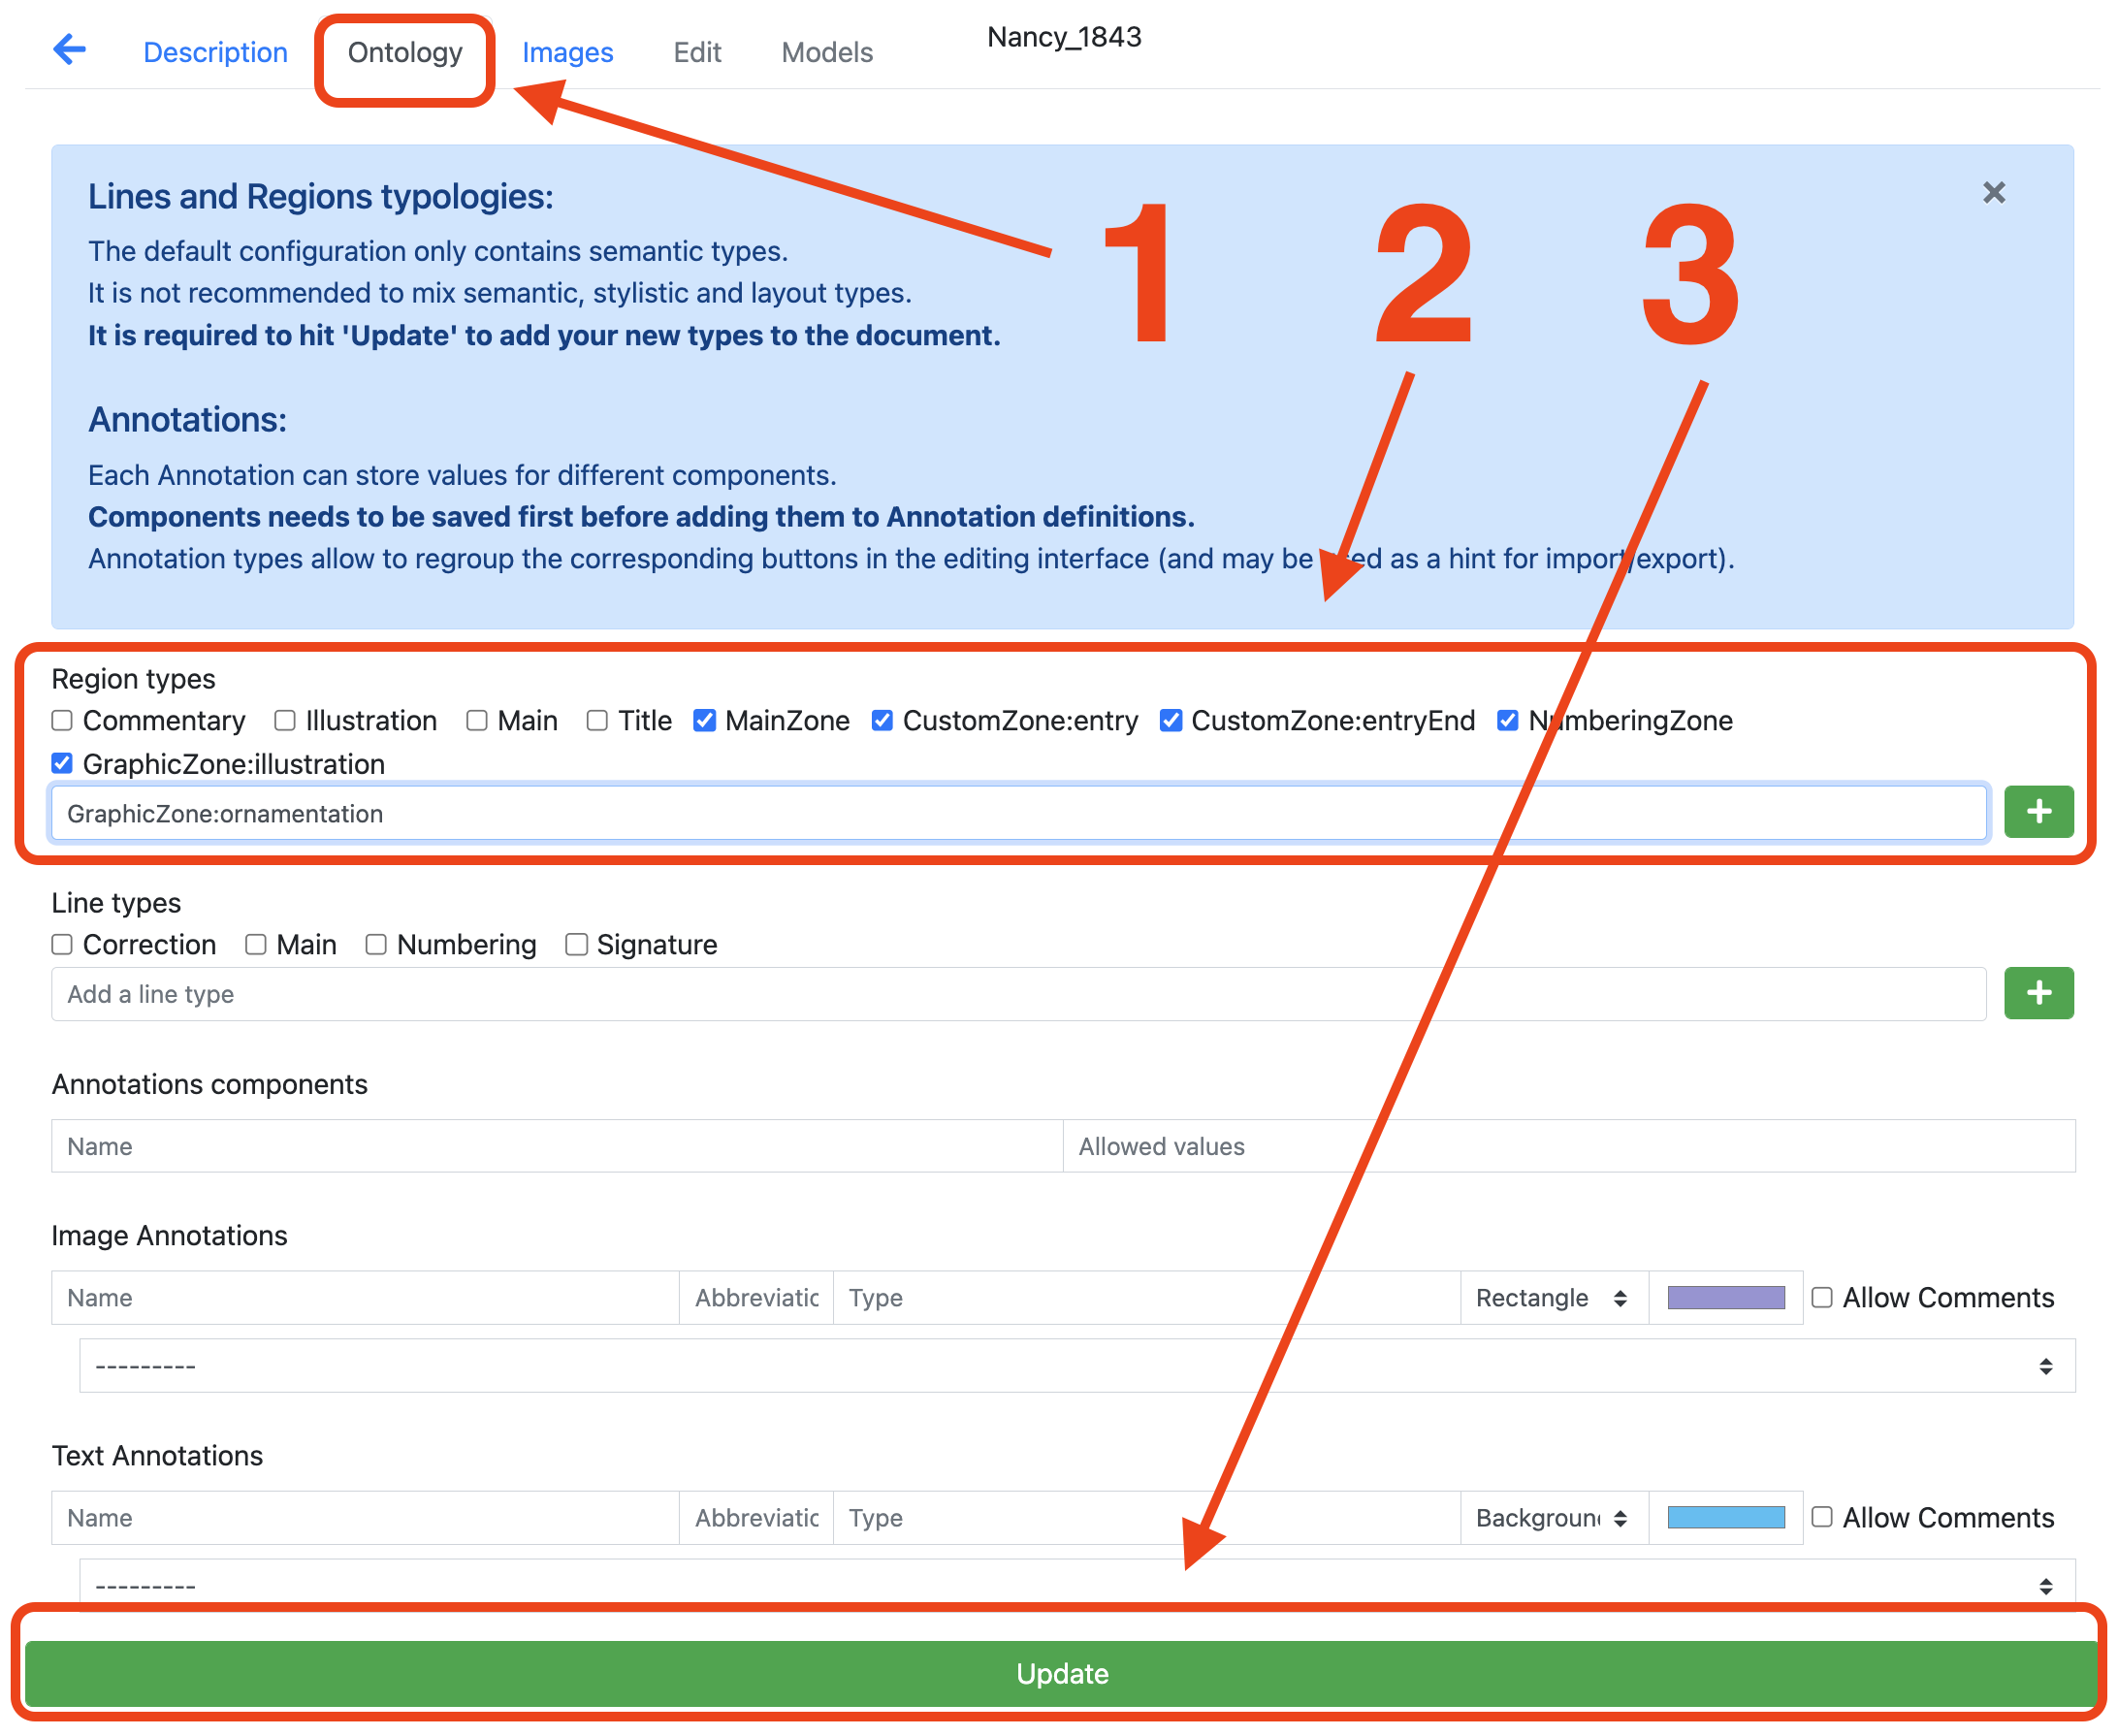 Description Ontology Images Edit Models Nancy_1843
Lines and Regions typologies:
The default configuration only contains semantic types.
It is not recommended to mix semantic, stylistic and layout types.
It is required to hit 'Update' to add your new types to the document.
1 2 3
Annotations:
Each Annotation can store values for different components.
Components needs to be saved first before adding them to Annotation definitions.
Annotation types allow to regroup the corresponding buttons in the editing interface (and may be used as a hint for import/export).
Region types
Commentary Illustration Main Title MainZone CustomZone:entry CustomZone:entryEnd NumberingZone
GraphicZone:illustration
GraphicZone:ornamentation
Line types
Correction Main Numbering Signature
Add a line type
Annotations components
Name Allowed values
Image Annotations
Name Abbreviatic Type Rectangle Allow Comments
---------
Text Annotations
Name Abbreviatic Type Backgroun Allow Comments
---------
Update